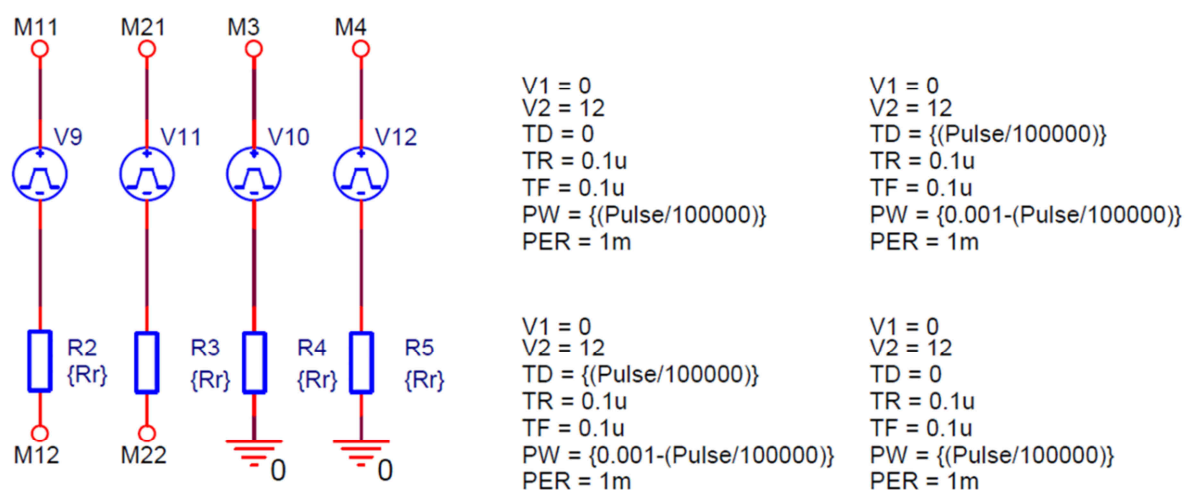 M11 M21 M3 M4
V9 V11 V10 V12
R2 R3 R4 R5
{Rr} {Rr} {Rr} {Rr}
M12 M22 0 0
V1 = 0
V2 = 12
TD = 0
TR = 0.1u
TF = 0.1u
PW = {(Pulse/100000)}
PER = 1m
V1 = 0
V2 = 12
TD = {(Pulse/100000)}
TR = 0.1u
TF = 0.1u
PW = {0.001-(Pulse/100000)}
PER = 1m
V1 = 0
V2 = 12
TD = {(Pulse/100000)}
TR = 0.1u
TF = 0.1u
PW = {0.001-(Pulse/100000)}
PER = 1m
V1 = 0
V2 = 12
TD = 0
TR = 0.1u
TF = 0.1u
PW = {(Pulse/100000)}
PER = 1m